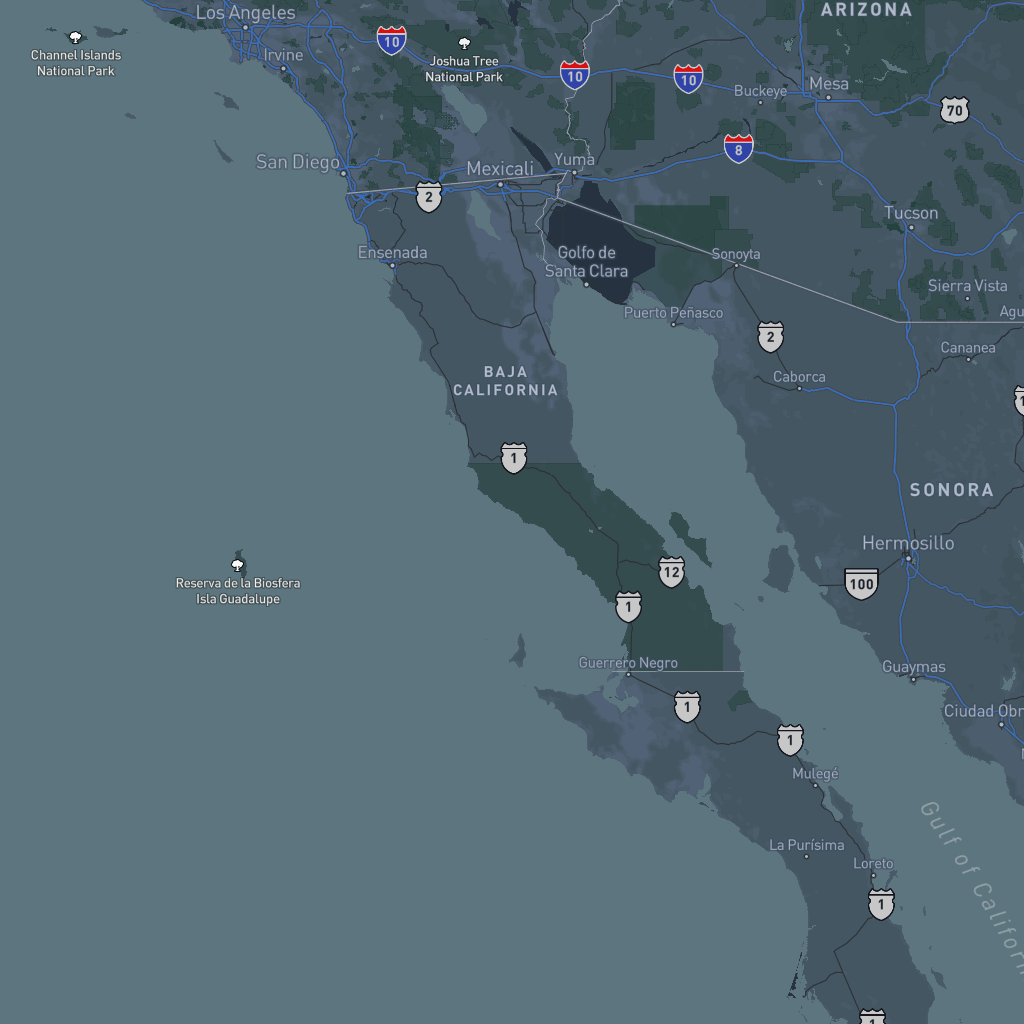 ARIZONA
Los Angeles
Channel Islands
National Park
Irvine
10
Joshua Tree
National Park
10
10
Buckeye
Mesa
70
8
San Diego
Mexicali
Yuma
2
Tucson
Ensenada
Golfo de
Santa Clara
Sonoyta
Sierra Vista
Puerto Peñasco
Agu
2
Cananea
BAJA
CALIFORNIA
Caborca
1
1
SONORA
Hermosillo
Reserva de la Biosfera
Isla Guadalupe
12
100
1
Guerrero Negro
Guaymas
1
Ciudad Obr
1
Mulegé
Gulf of Californ
La Purísima
Loreto
1
1